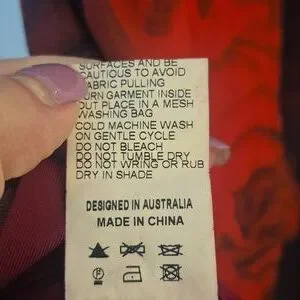 SURFACES AND BE
CAUTIOUS TO AVOID
FABRIC PULLING
TURN GARMENT INSIDE
OUT PLACE IN A MESH
WASHING BAG
COLD MACHINE WASH
ON GENTLE CYCLE
DO NOT BLEACH
DO NOT TUMBLE DRY
DO NOT WRING OR RUB
DRY IN SHADE
DESIGNED IN AUSTRALIA
MADE IN CHINA